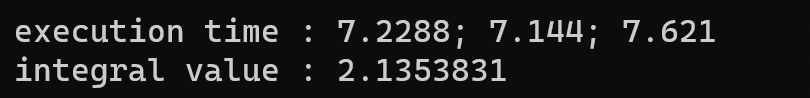 execution time : 7.2288; 7.144; 7.621
integral value : 2.1353831